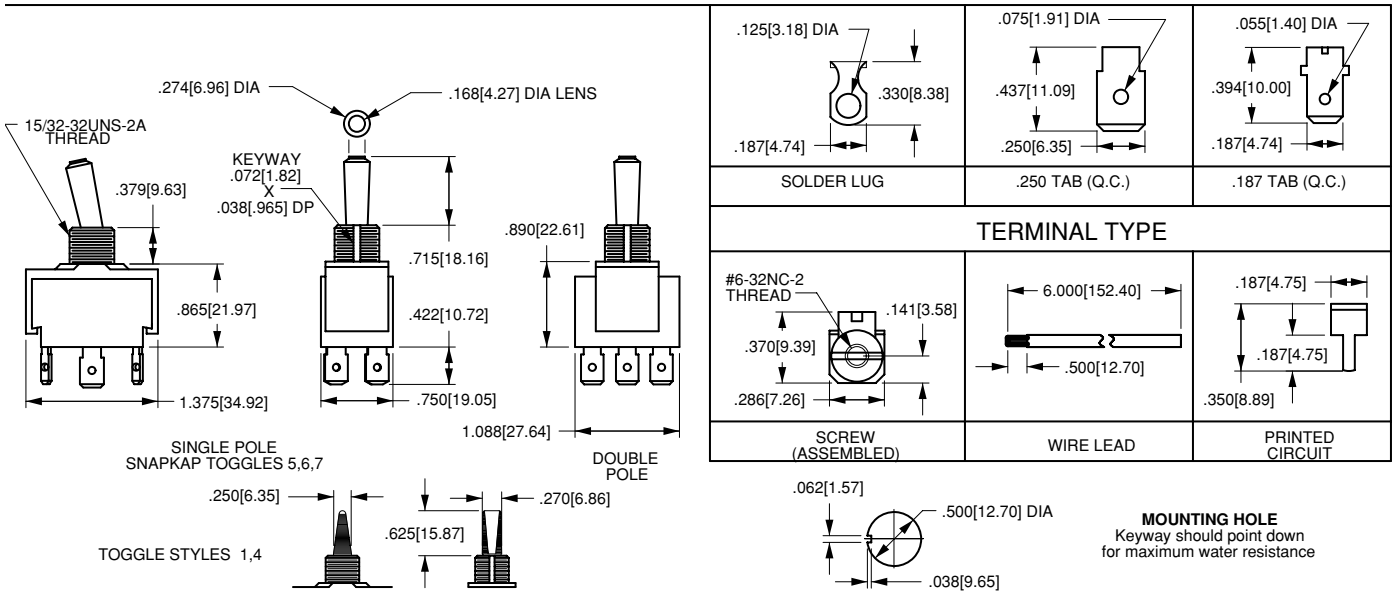 .274[6.96] DIA
.168[4.27] DIA LENS
15/32-32UNS-2A
THREAD
KEYWAY
.072[1.82]
X
.038[.965] DP
.379[9.63]
.715[18.16]
.890[22.61]
.865[21.97]
.422[10.72]
1.375[34.92]
.750[19.05]
1.088[27.64]
SINGLE POLE
SNAPKAP TOGGLES 5,6,7
DOUBLE
POLE
.250[6.35]
.270[6.86]
.625[15.87]
TOGGLE STYLES 1,4
.125[3.18] DIA
.330[8.38]
.187[4.74]
SOLDER LUG
.075[1.91] DIA
.437[11.09]
.250[6.35]
.250 TAB (Q.C.)
.055[1.40] DIA
.394[10.00]
.187[4.74]
.187 TAB (Q.C.)
TERMINAL TYPE
#6-32NC-2
THREAD
.141[3.58]
.370[9.39]
.286[7.26]
SCREW
(ASSEMBLED)
6.000[152.40]
.500[12.70]
WIRE LEAD
.187[4.75]
.187[4.75]
.350[8.89]
PRINTED
CIRCUIT
.062[1.57]
.500[12.70] DIA
.038[9.65]
MOUNTING HOLE
Keyway should point down
for maximum water resistance